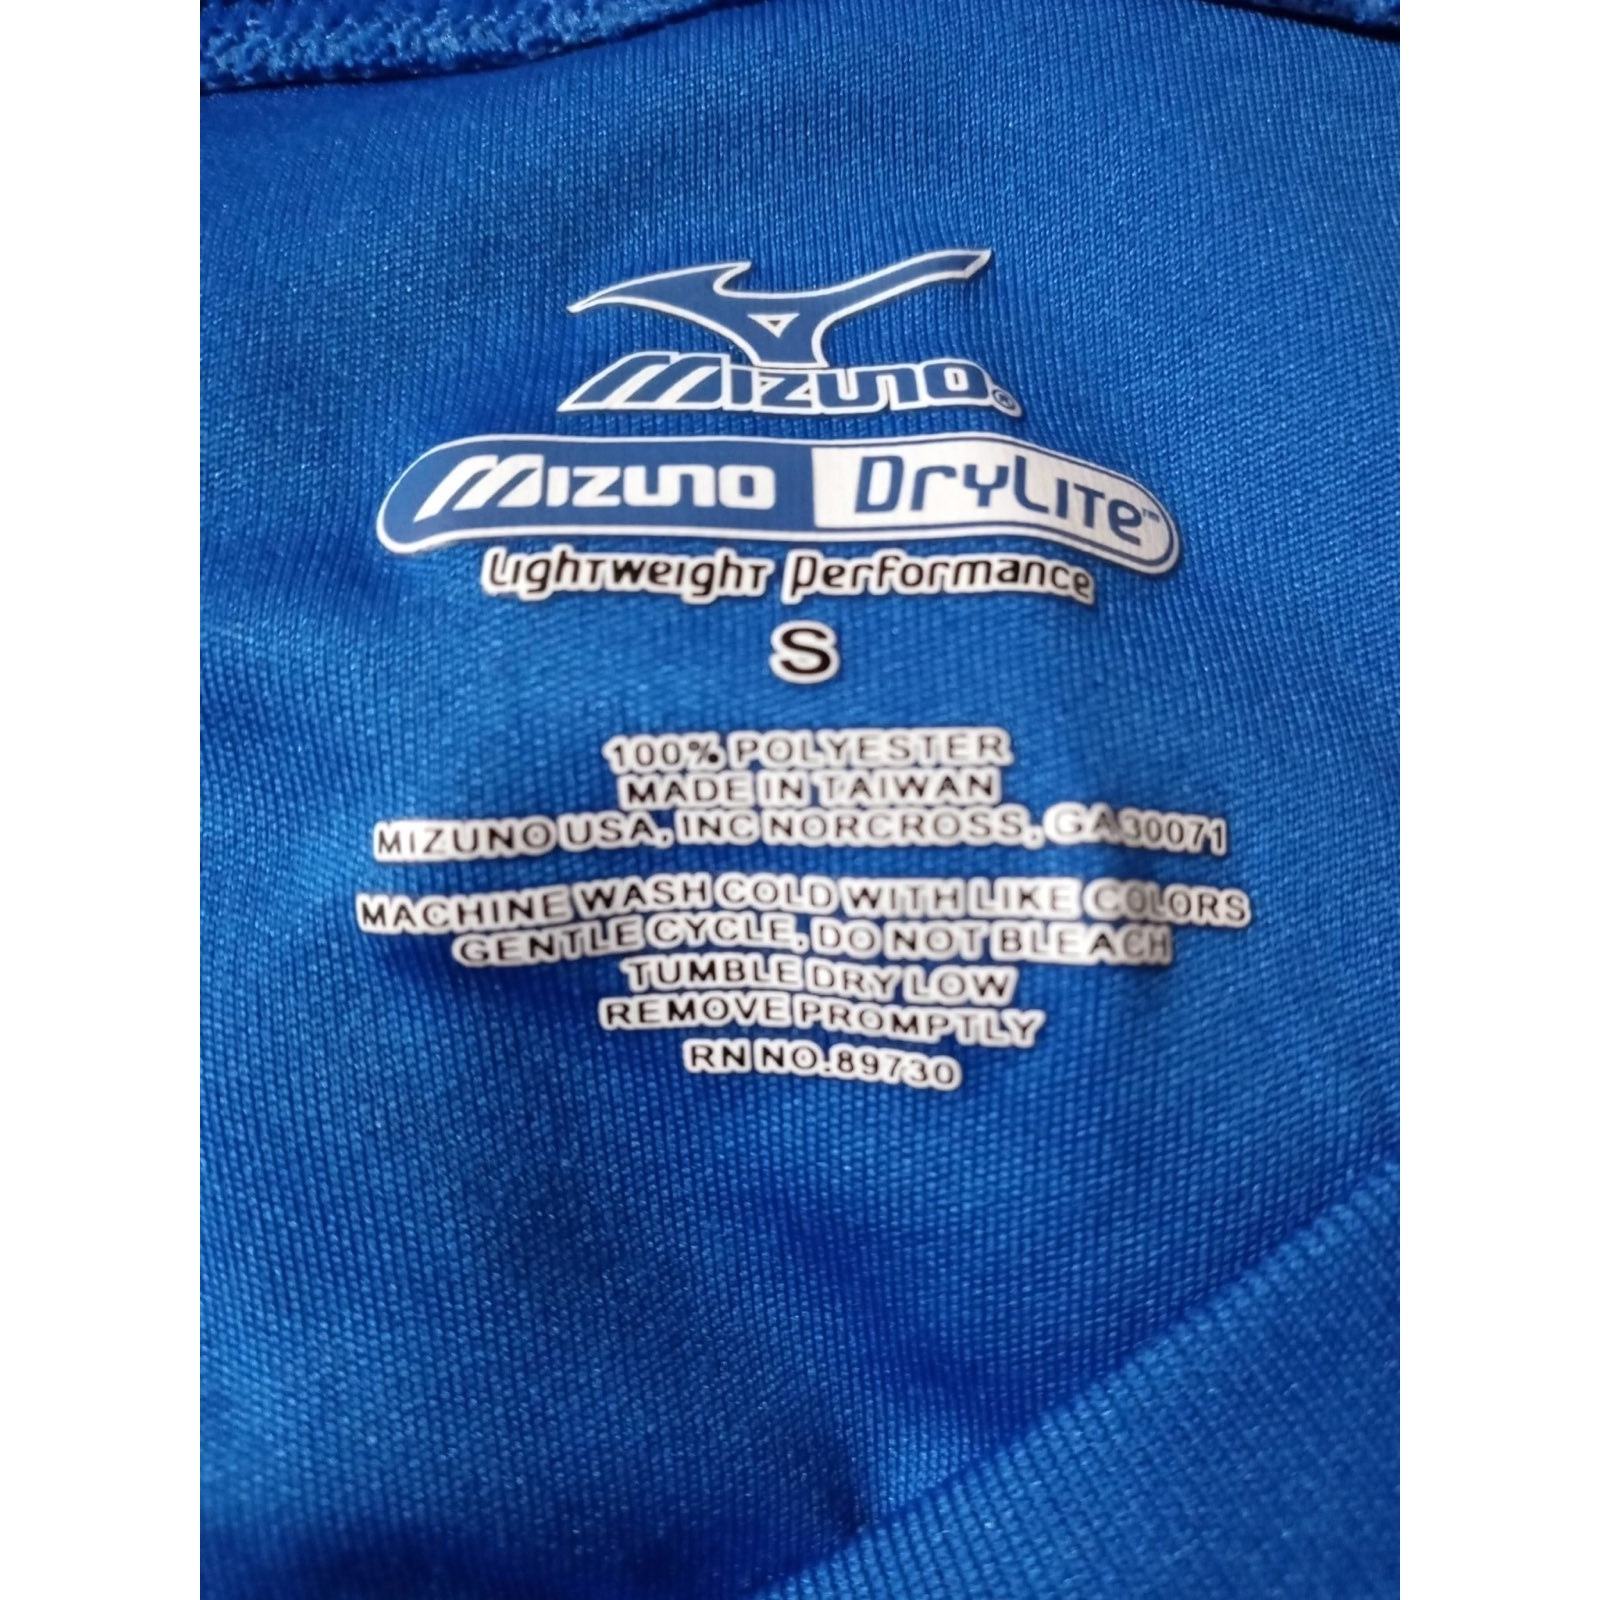 Mizuno®
Mizuno DryLite™
Lightweight Performance
S
100% POLYESTER
MADE IN TAIWAN
MIZUNO USA, INC NORCROSS, GA 30071
MACHINE WASH COLD WITH LIKE COLORS
GENTLE CYCLE, DO NOT BLEACH
TUMBLE DRY LOW
REMOVE PROMPTLY
RN NO.89730